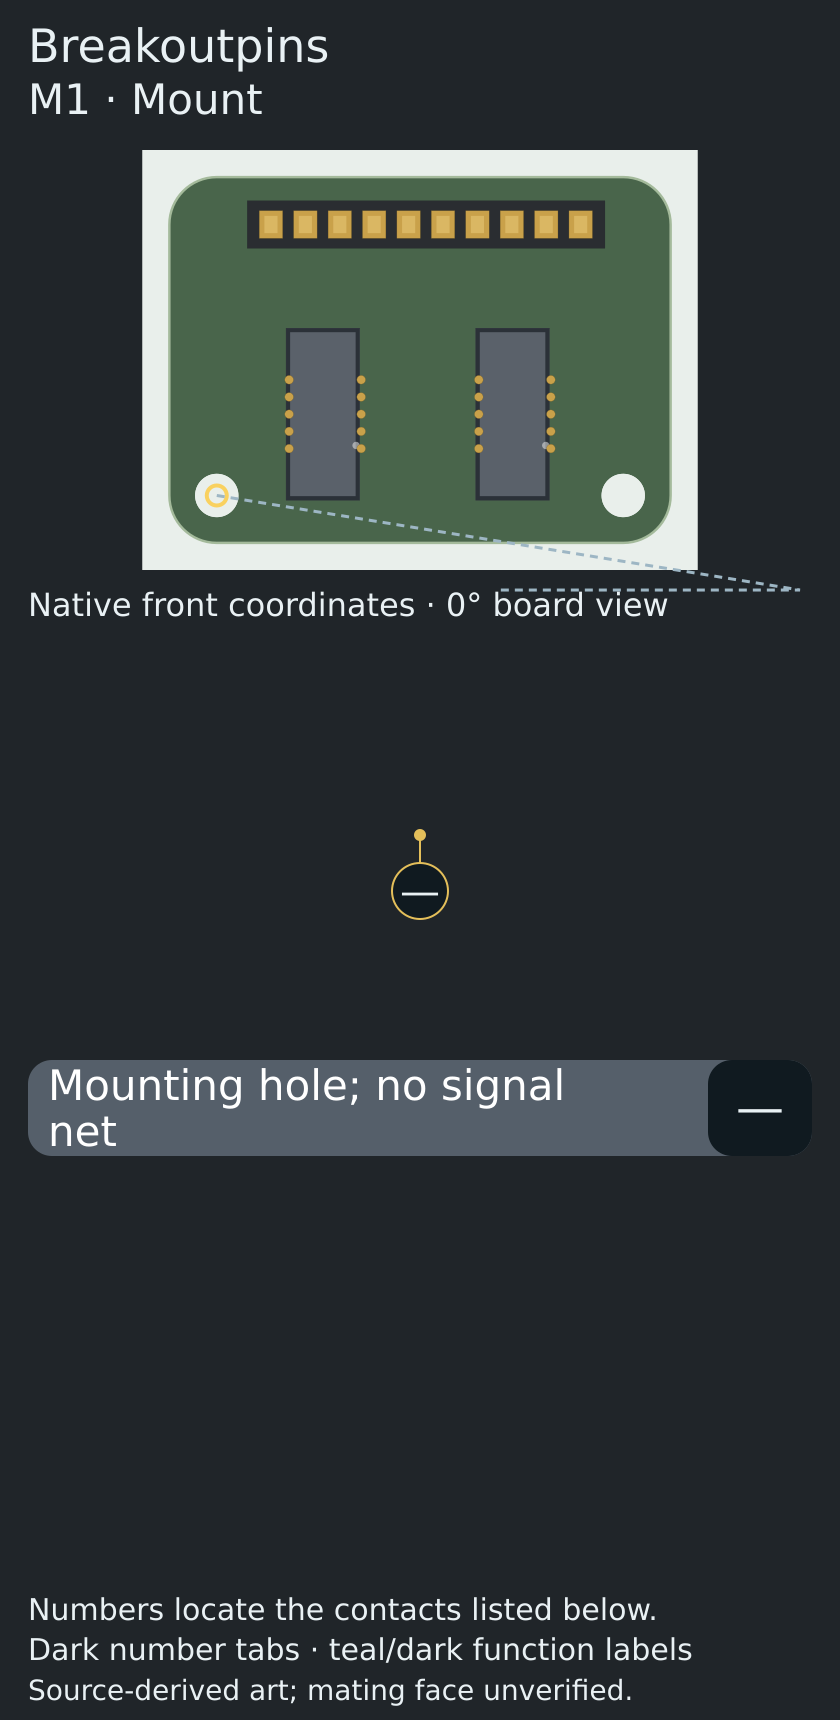 Breakoutpins
M1 · Mount
Native front coordinates · 0° board view
—
Mounting hole; no signal
net
—
Numbers locate the contacts listed below.
Dark number tabs · teal/dark function labels
Source-derived art; mating face unverified.